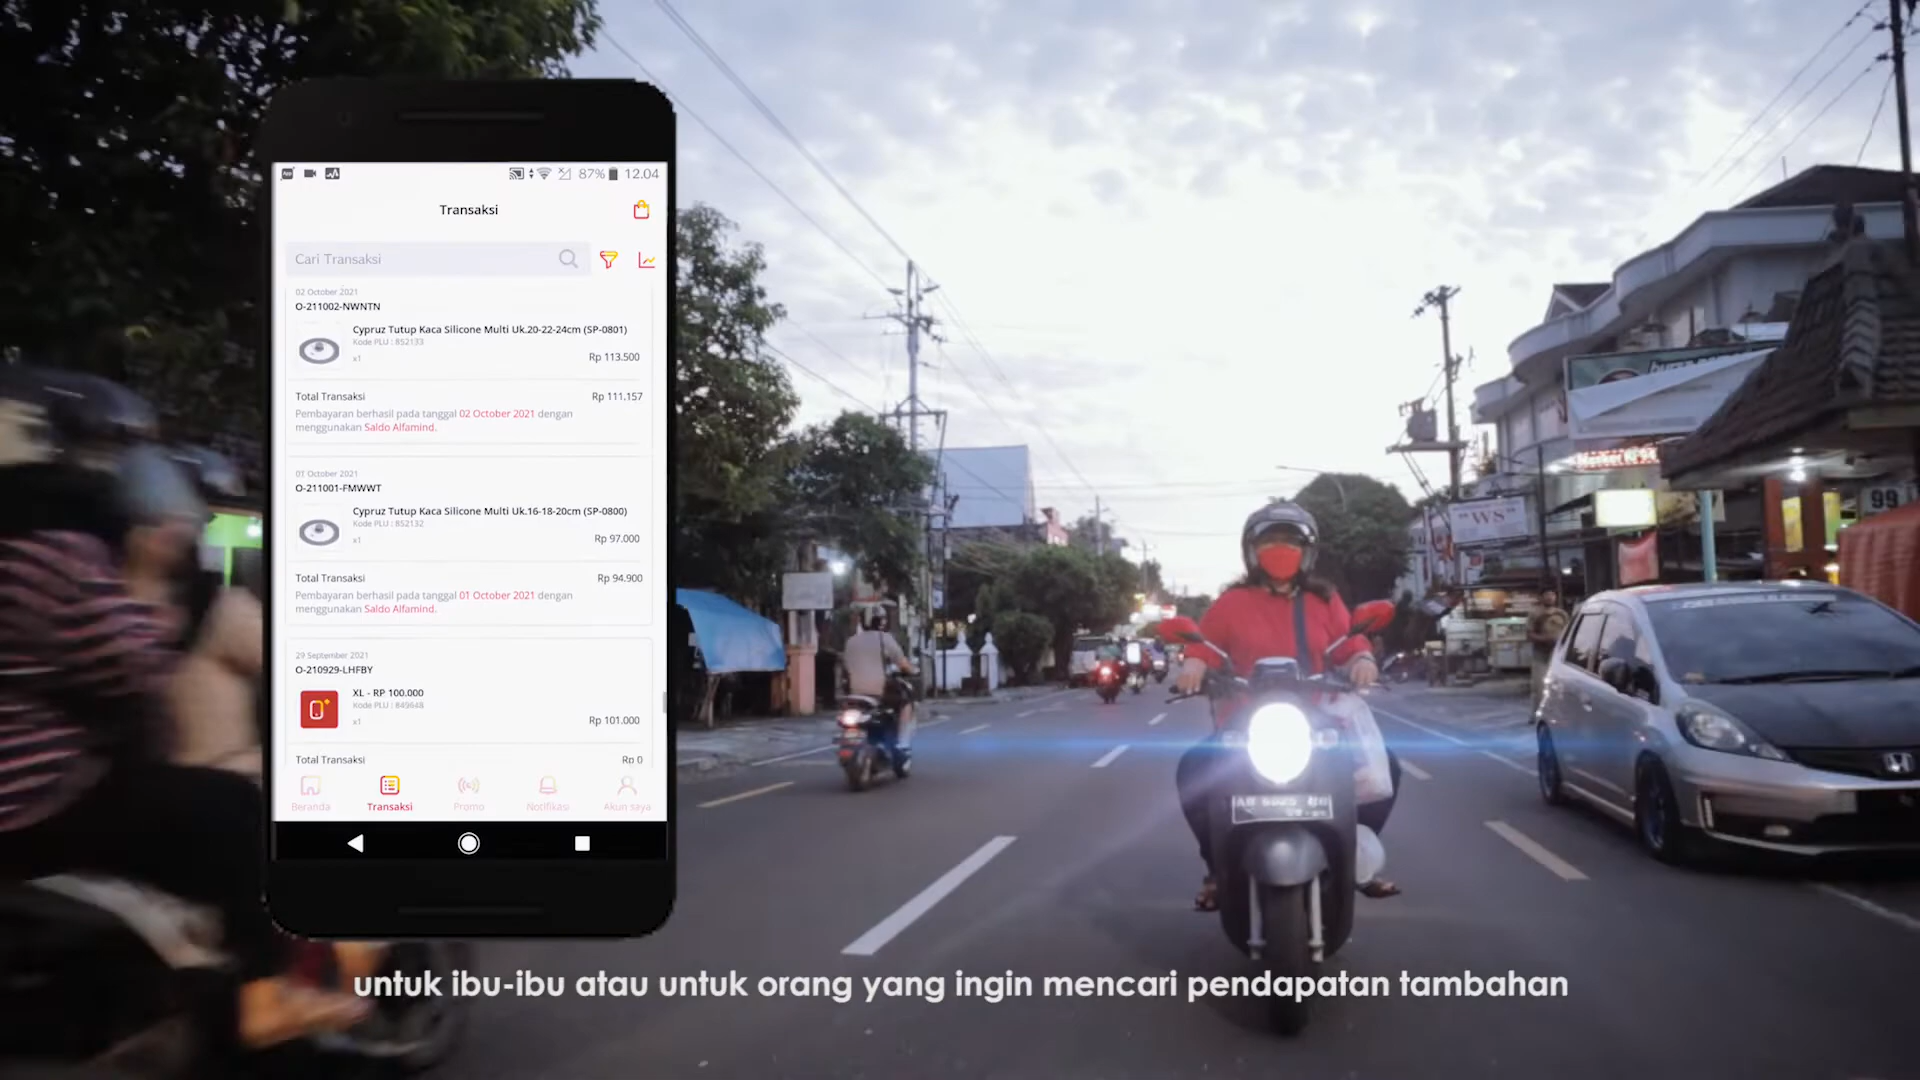 87% 12.04
Transaksi
Cari Transaksi
02 October 2021
O-211002-NWNTN
Cypruz Tutup Kaca Silicone Multi Uk.20-22-24cm (SP-0801)
Kode PLU : 852133
x1
Rp 113.500
Total Transaksi
Rp 111.157
Pembayaran berhasil pada tanggal 02 October 2021 dengan
menggunakan Saldo Alfamind.
01 October 2021
O-211001-FMWWT
Cypruz Tutup Kaca Silicone Multi Uk.16-18-20cm (SP-0800)
Kode PLU : 852132
x1
Rp 97.000
Total Transaksi
Rp 94.900
Pembayaran berhasil pada tanggal 01 October 2021 dengan
menggunakan Saldo Alfamind.
29 September 2021
O-210929-LHFBY
XL - RP 100.000
Kode PLU : 849648
x1
Rp 101.000
Total Transaksi
Rp 0
Beranda
Transaksi
Promo
Notifikasi
Akun saya
"WS"
99
untuk ibu-ibu atau untuk orang yang ingin mencari pendapatan tambahan